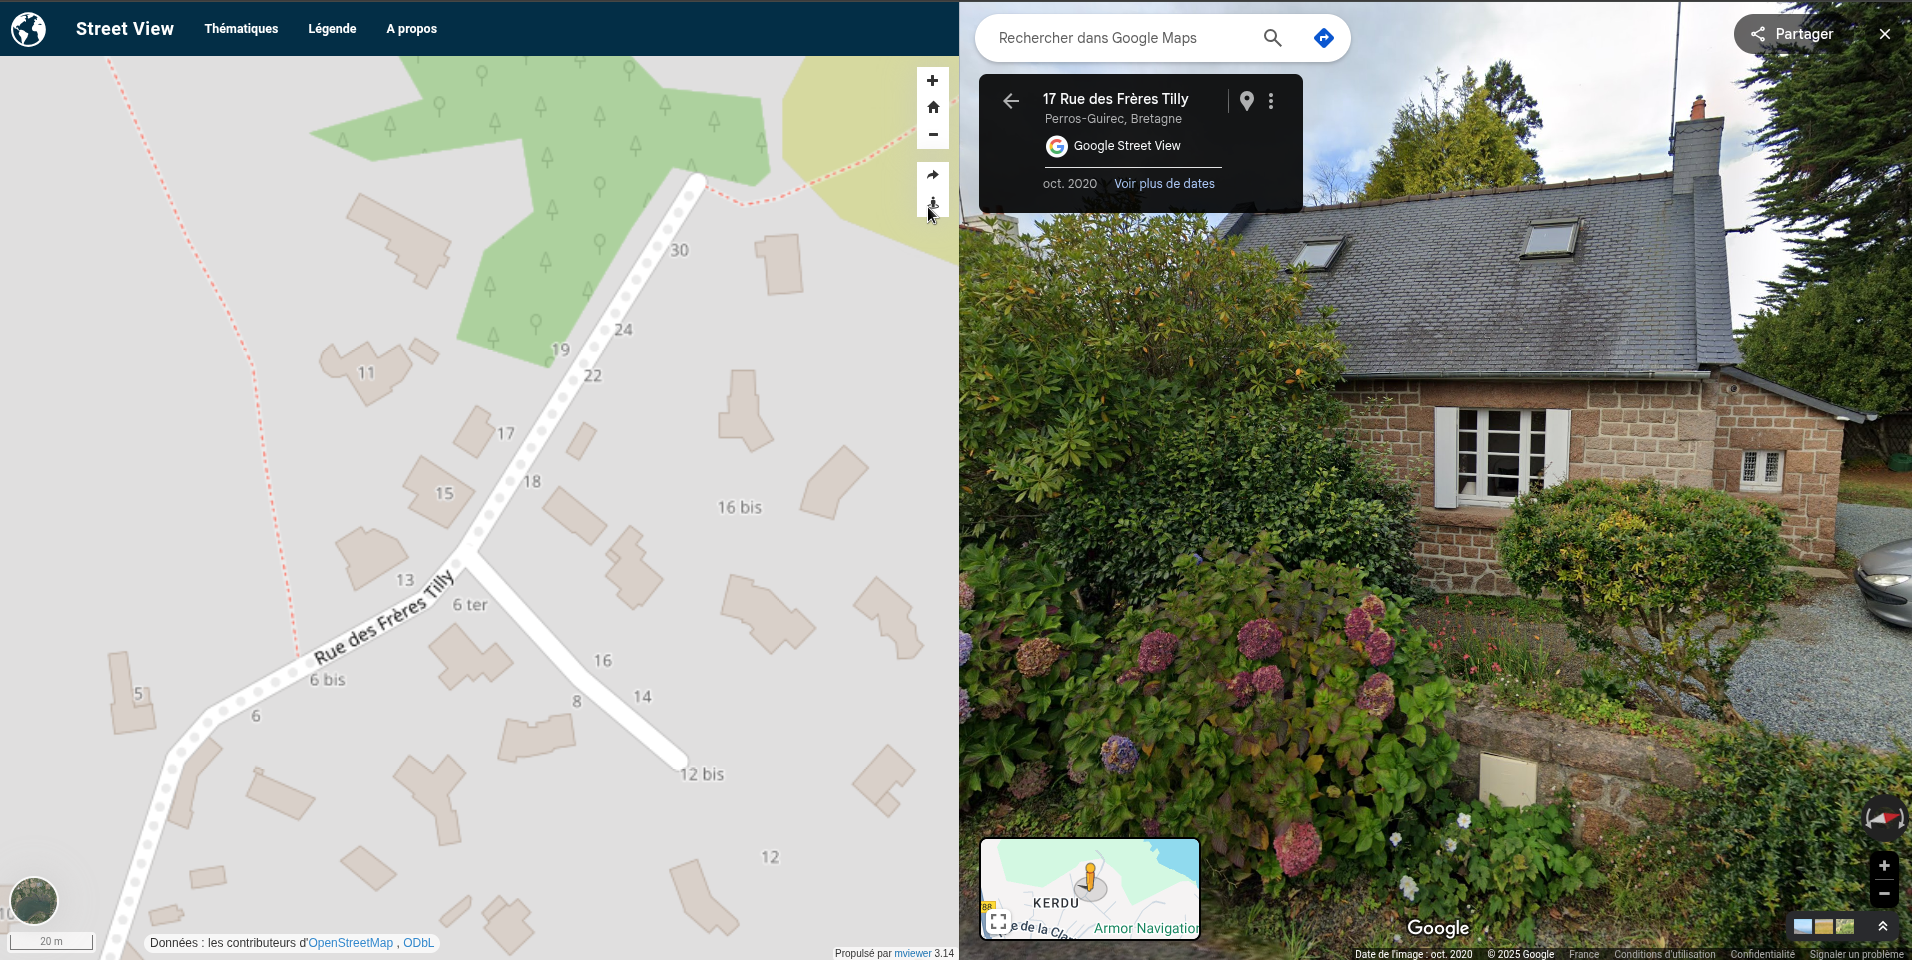 Street View
Thématiques
Légende
A propos
30
24
19
22
11
17
18
15
16 bis
13
6 ter
Rue des Frères Tilly
6 bis
16
5
14
6
8
12 bis
12
20 m
Données : les contributeurs d'OpenStreetMap , ODbL
Propulsé par mviewer 3.14
Rechercher dans Google Maps
Partager
17 Rue des Frères Tilly
Perros-Guirec, Bretagne
Google Street View
oct. 2020
Voir plus de dates
88
KERDU
e de la Clar
Armor Navigation
Google
Date de l'image : oct. 2020
© 2025 Google
France
Conditions d'utilisation
Confidentialité
Signaler un problème